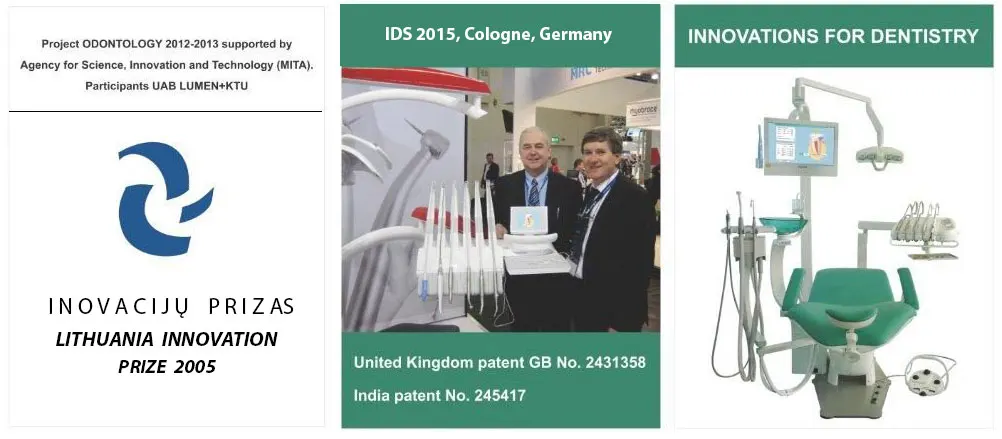 Project ODONTOLOGY 2012-2013 supported by
Agency for Science, Innovation and Technology (MITA).
Participants UAB LUMEN+KTU
INOVACIJŲ PRIZAS
LITHUANIA INNOVATION
PRIZE 2005
IDS 2015, Cologne, Germany
United Kingdom patent GB No. 2431358
India patent No. 245417
INNOVATIONS FOR DENTISTRY